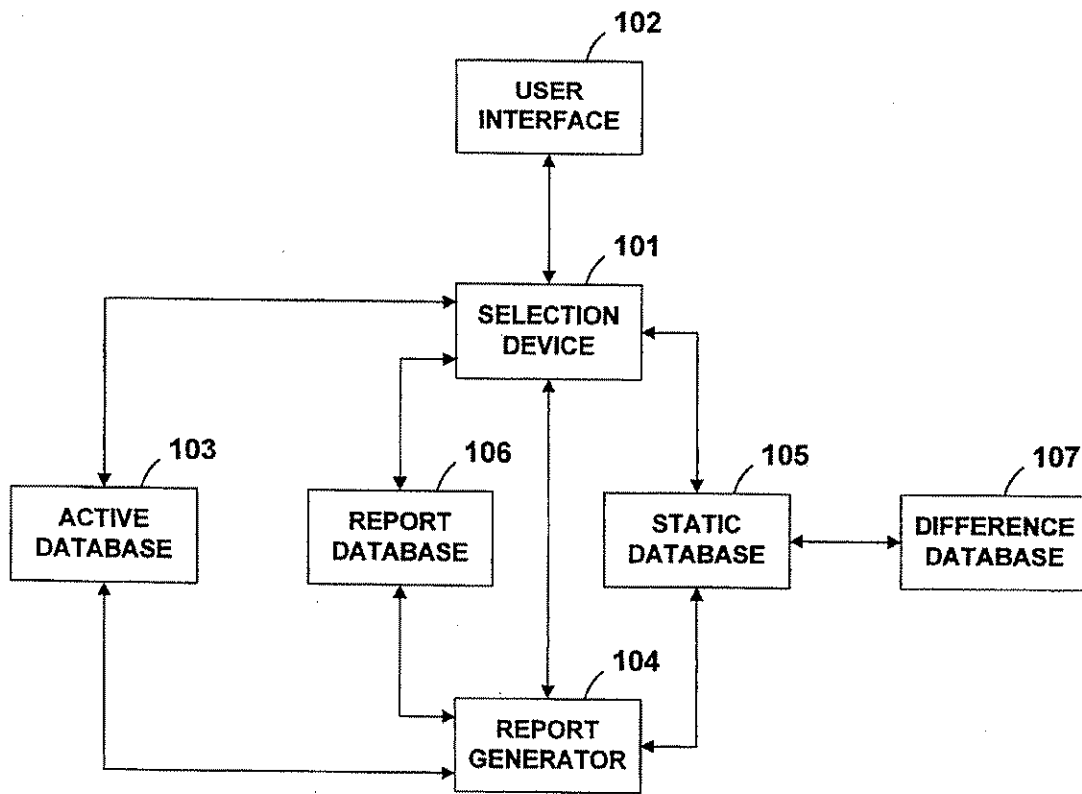 102
USER
INTERFACE
101
SELECTION
DEVICE
103
ACTIVE
DATABASE
106
REPORT
DATABASE
105
STATIC
DATABASE
107
DIFFERENCE
DATABASE
104
REPORT
GENERATOR